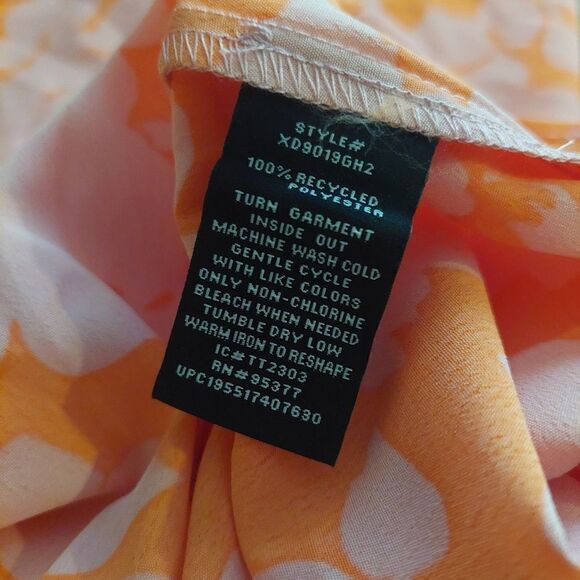 STYLE#
XD9019GH2
100% RECYCLED
POLYESTER
TURN GARMENT
INSIDE OUT
MACHINE WASH COLD
GENTLE CYCLE
WITH LIKE COLORS
ONLY NON-CHLORINE
BLEACH WHEN NEEDED
TUMBLE DRY LOW
WARM IRON TO RESHAPE
IC#TT2303
RN#95377
UPC195517407630